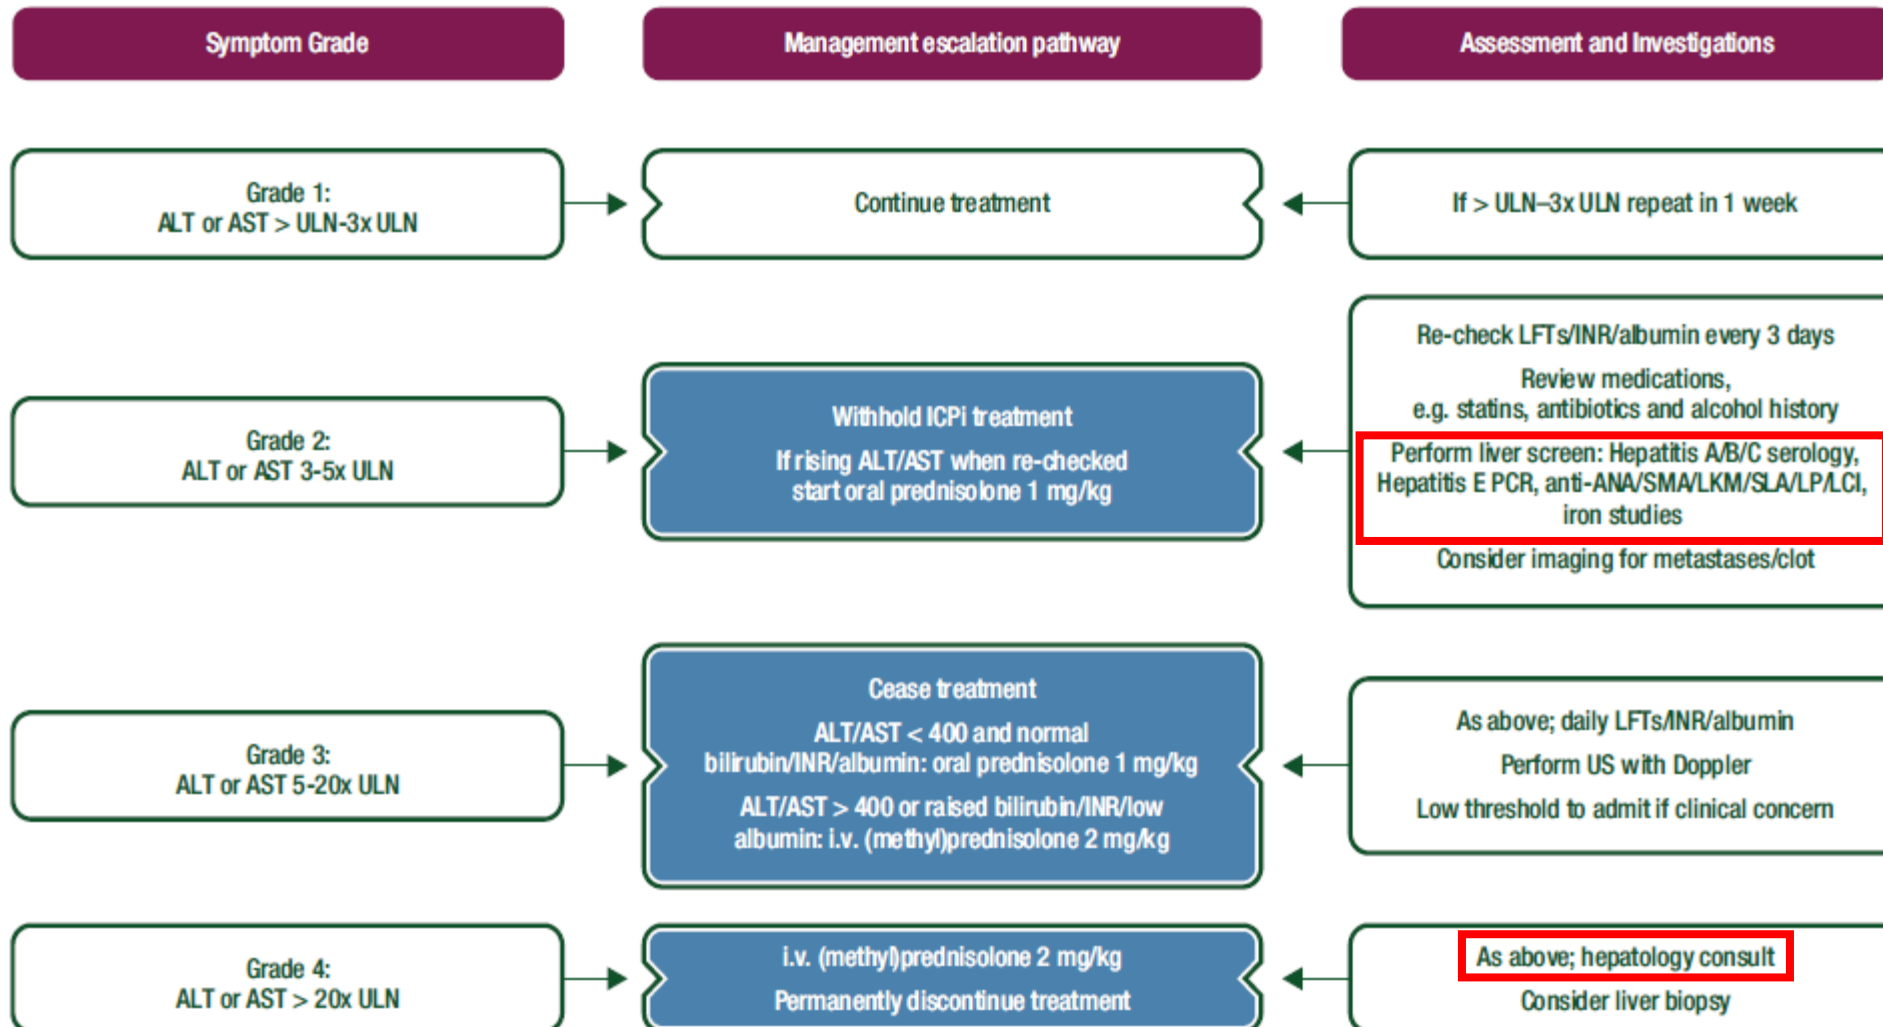 Symptom Grade
Management escalation pathway
Assessment and Investigations
Grade 1:
ALT or AST > ULN-3x ULN
Continue treatment
If > ULN–3x ULN repeat in 1 week
Grade 2:
ALT or AST 3-5x ULN
Withhold ICPi treatment
If rising ALT/AST when re-checked
start oral prednisolone 1 mg/kg
Re-check LFTs/INR/albumin every 3 days
Review medications,
e.g. statins, antibiotics and alcohol history
Perform liver screen: Hepatitis A/B/C serology,
Hepatitis E PCR, anti-ANA/SMA/LKM/SLA/LP/LCI,
iron studies
Consider imaging for metastases/clot
Grade 3:
ALT or AST 5-20x ULN
Cease treatment
ALT/AST < 400 and normal
bilirubin/INR/albumin: oral prednisolone 1 mg/kg
ALT/AST > 400 or raised bilirubin/INR/low
albumin: i.v. (methyl)prednisolone 2 mg/kg
As above; daily LFTs/INR/albumin
Perform US with Doppler
Low threshold to admit if clinical concern
Grade 4:
ALT or AST > 20x ULN
i.v. (methyl)prednisolone 2 mg/kg
Permanently discontinue treatment
As above; hepatology consult
Consider liver biopsy